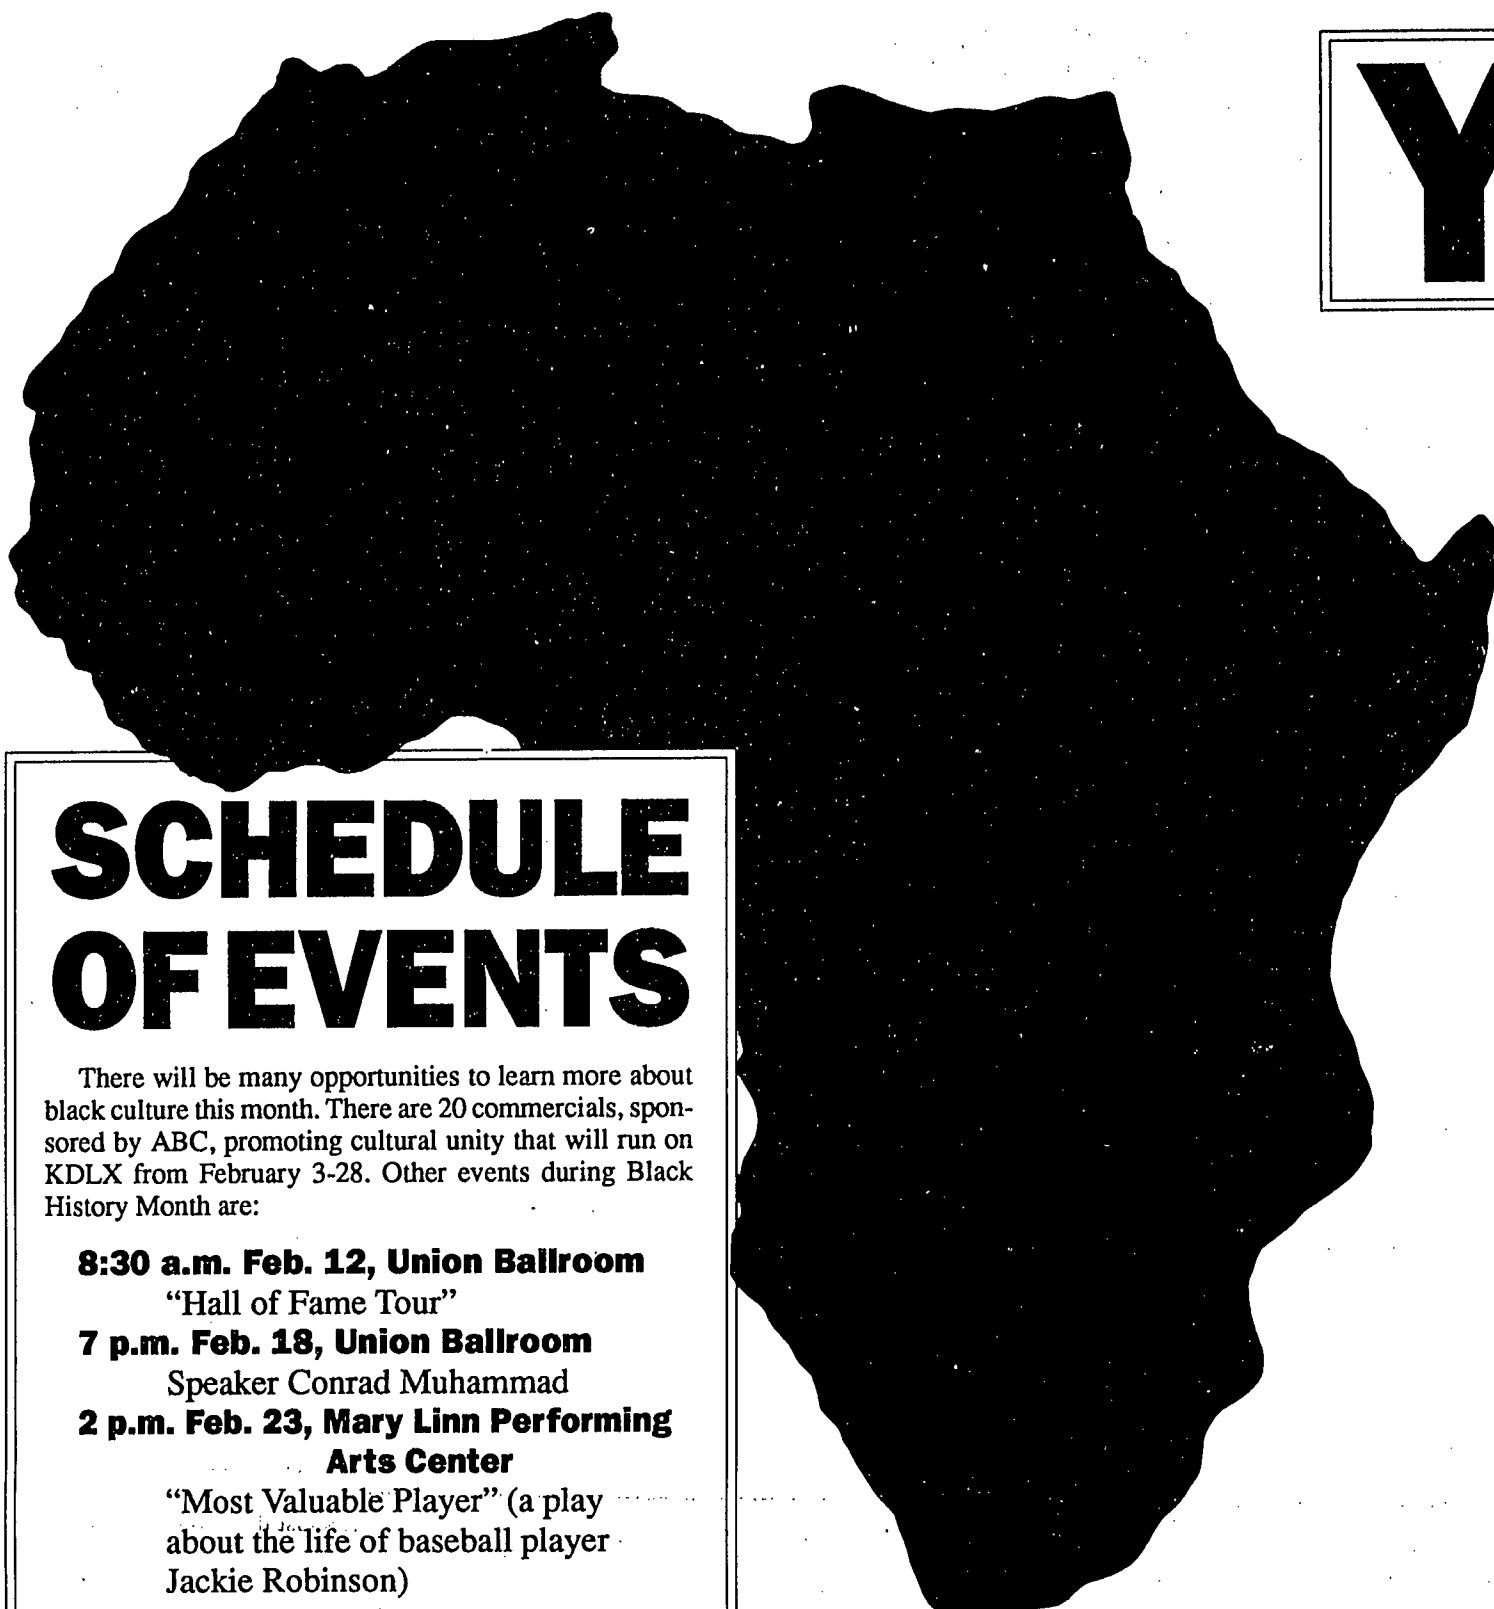 Y
SCHEDULE
OF EVENTS
There will be many opportunities to learn more about
black culture this month. There are 20 commercials, spon-
sored by ABC, promoting cultural unity that will run on
KDLX from February 3-28. Other events during Black
History Month are:
8:30 a.m. Feb. 12, Union Ballroom
“Hall of Fame Tour”
7 p.m. Feb. 18, Union Ballroom
Speaker Conrad Muhammad
2 p.m. Feb. 23, Mary Linn Performing
Arts Center
“Most Valuable Player” (a play
about the life of baseball player
Jackie Robinson)